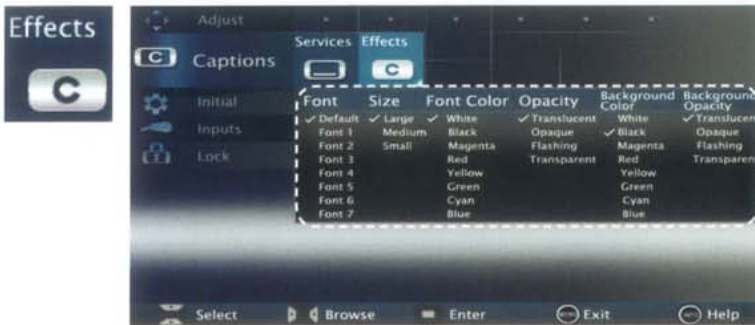 Effects
C
Adjust
Services Effects
C Captions C
Initial
Inputs
Lock
Font Size Font Color Opacity Background Color Background Opacity
✓ Default ✓ Large ✓ White ✓ Translucent White ✓ Translucen
Font 1 Medium Black Opaque ✓ Black Opaque
Font 2 Small Magenta Flashing Magenta Flashing
Font 3 Red Transparent Red Transparen
Font 4 Yellow Yellow
Font 5 Green Green
Font 6 Cyan Cyan
Font 7 Blue Blue
Select Browse Enter Exit Help